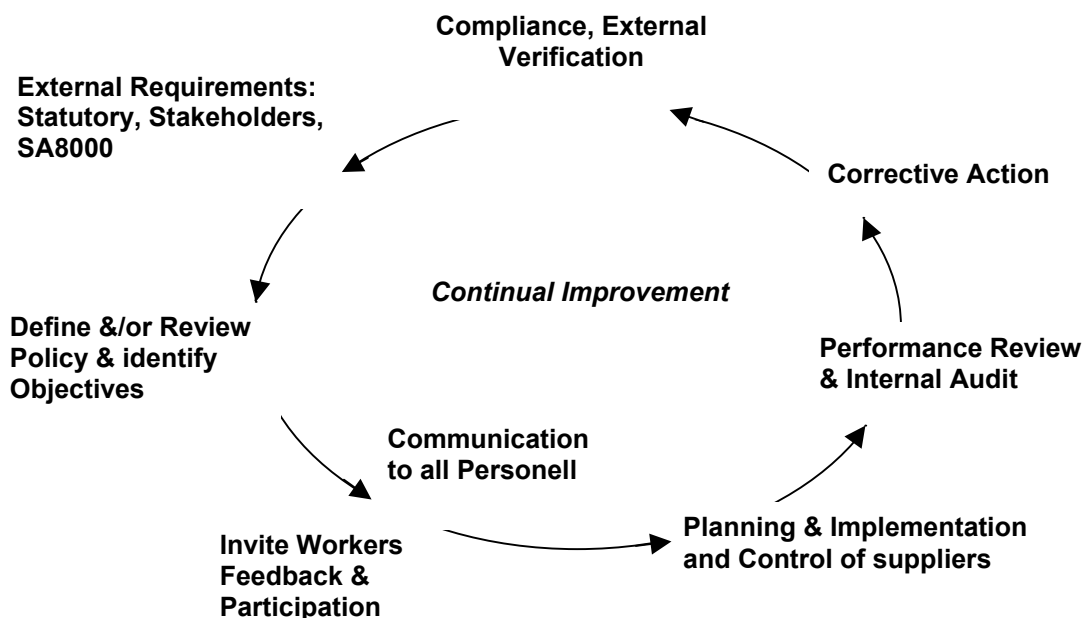 Compliance, External
Verification
External Requirements:
Statutory, Stakeholders,
SA8000
Corrective Action
Continual Improvement
Define &/or Review
Policy & identify
Objectives
Performance Review
& Internal Audit
Communication
to all Personell
Invite Workers
Feedback &
Participation
Planning & Implementation
and Control of suppliers